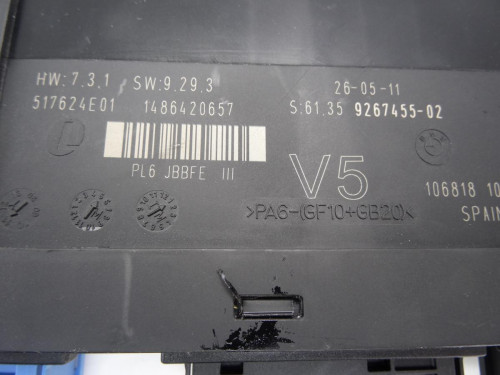 HW:7.3.1 SW:9.29.3 26-05-11
517624E01 1486420657 S:61.35 9267455-02
PL6 JBBFE III V5
106818 10
>PA6-(GF10+GB20)<
SPAIN